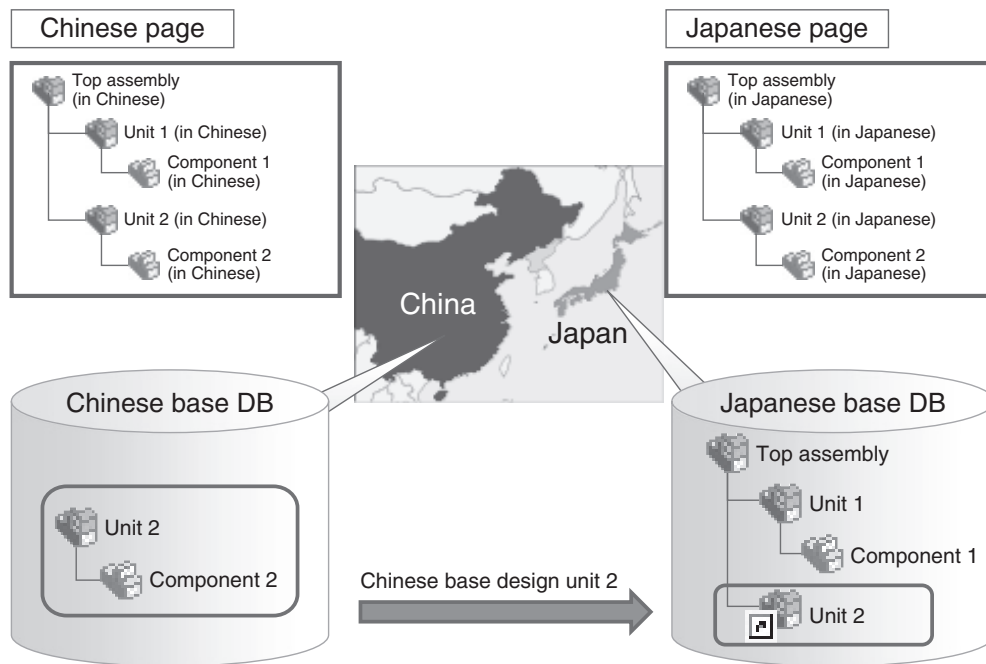 Chinese page
Top assembly
(in Chinese)
Unit 1 (in Chinese)
Component 1
(in Chinese)
Unit 2 (in Chinese)
Component 2
(in Chinese)
Japanese page
Top assembly
(in Japanese)
Unit 1 (in Japanese)
Component 1
(in Japanese)
Unit 2 (in Japanese)
Component 2
(in Japanese)
China
Japan
Chinese base DB
Unit 2
Component 2
Chinese base design unit 2
Japanese base DB
Top assembly
Unit 1
Component 1
Unit 2